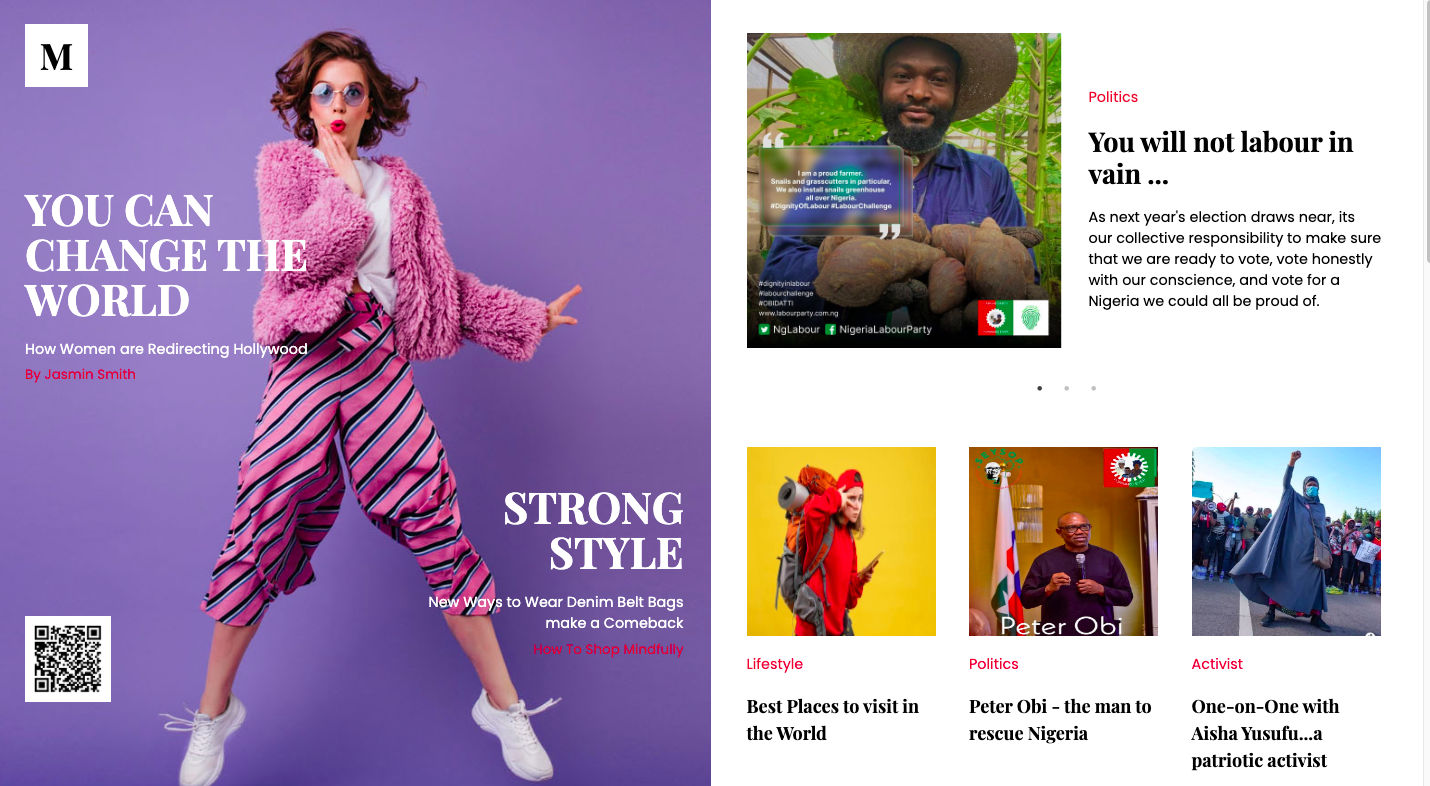 M
YOU CAN
CHANGE THE
WORLD
How Women are Redirecting Hollywood
By Jasmin Smith
STRONG
STYLE
New Ways to Wear Denim Belt Bags
make a Comeback
How To Shop Mindfully
“
I am a proud farmer.
Snails and grasscutters in particular,
We also install snails greenhouse
all over Nigeria.
#DignityOfLabour #LabourChallenge
”
#dignityinlabour
#labourchallenge
#OBIDATTI
www.labourparty.com.ng
NgLabour NigeriaLabourParty
Politics
You will not labour in
vain ...
As next year's election draws near, its
our collective responsibility to make sure
that we are ready to vote, vote honestly
with our conscience, and vote for a
Nigeria we could all be proud of.
Peter Obi
Lifestyle
Best Places to visit in
the World
Politics
Peter Obi - the man to
rescue Nigeria
Activist
One-on-One with
Aisha Yusufu...a
patriotic activist